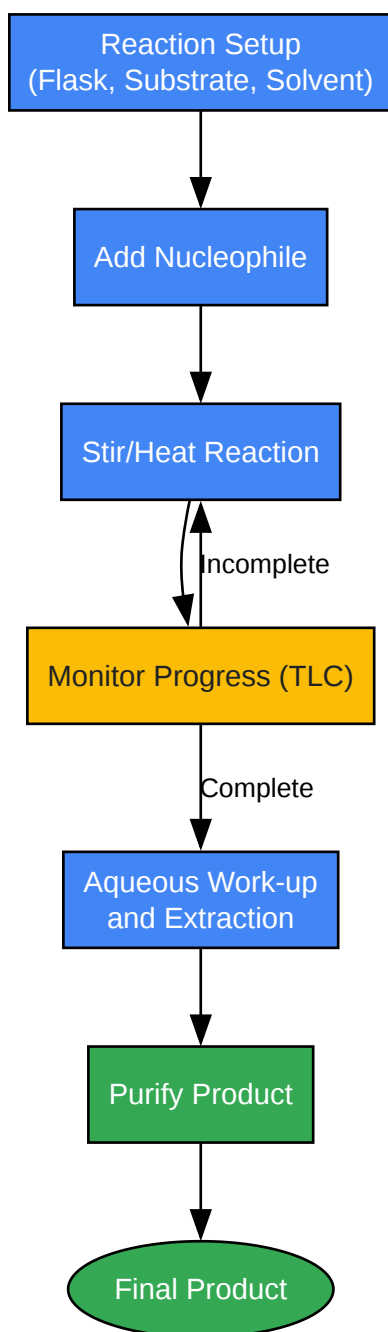 Reaction Setup
(Flask, Substrate, Solvent)
Add Nucleophile
Stir/Heat Reaction
Incomplete
Monitor Progress (TLC)
Complete
Aqueous Work-up
and Extraction
Purify Product
Final Product